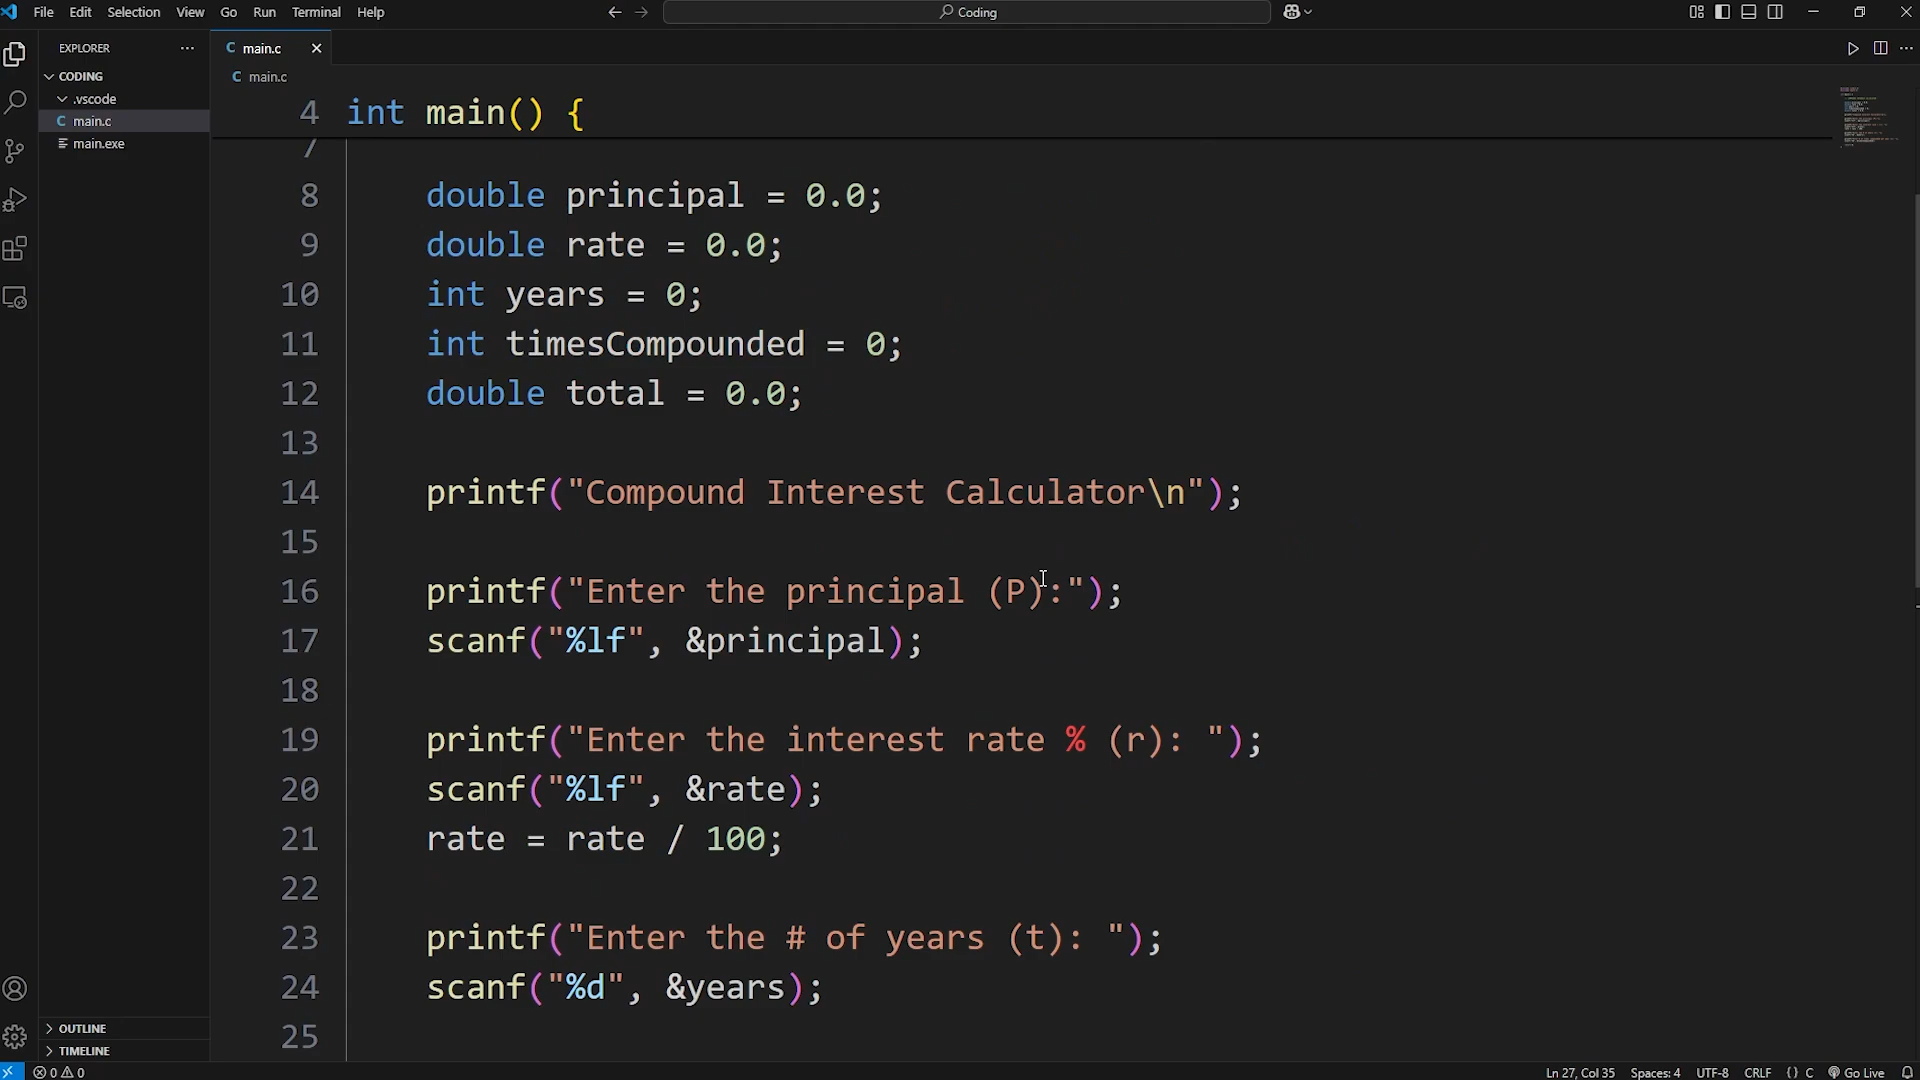 File Edit Selection View Go Run Terminal Help
Coding
EXPLORER
CODING
.vscode
C main.c
main.exe
OUTLINE
TIMELINE
C main.c
C main.c
4 int main() {
7
8 double principal = 0.0;
9 double rate = 0.0;
10 int years = 0;
11 int timesCompounded = 0;
12 double total = 0.0;
13
14 printf("Compound Interest Calculator\n");
15
16 printf("Enter the principal (P):");
17 scanf("%lf", &principal);
18
19 printf("Enter the interest rate % (r): ");
20 scanf("%lf", &rate);
21 rate = rate / 100;
22
23 printf("Enter the # of years (t): ");
24 scanf("%d", &years);
25
0 0 Ln 27, Col 35 Spaces: 4 UTF-8 CRLF {} C Go Live